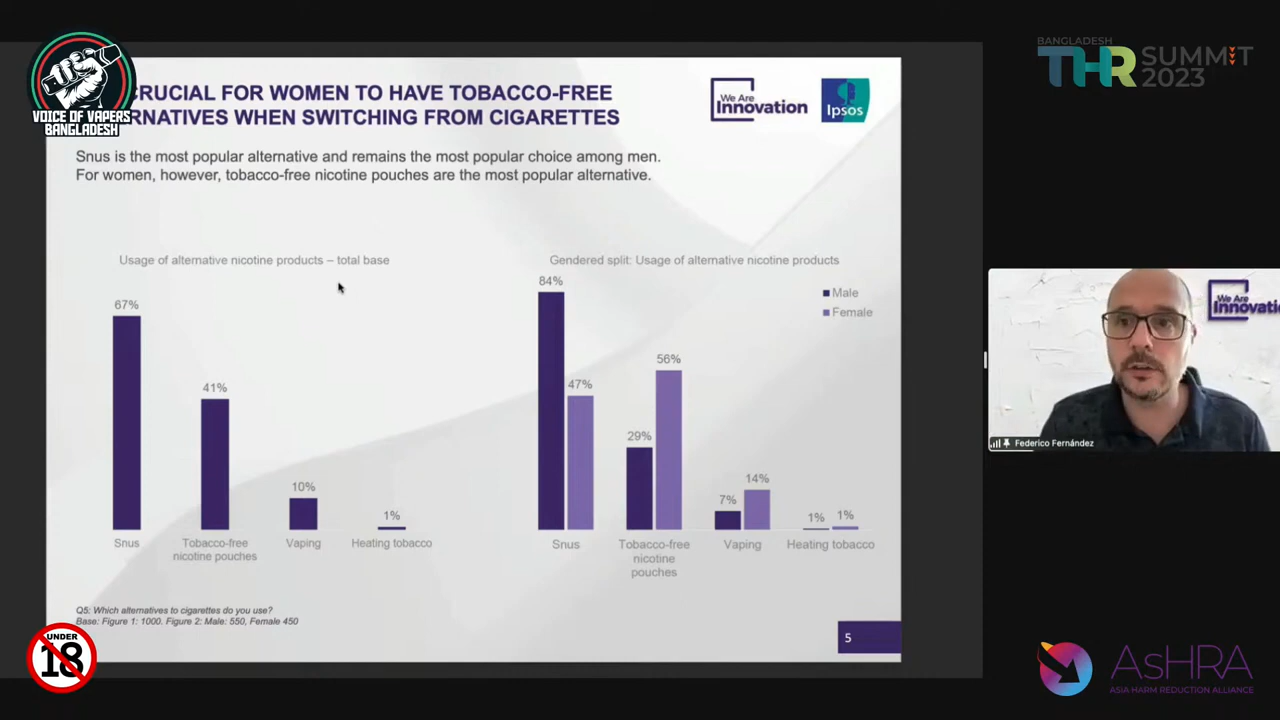 VOICE OF VAPERS
BANGLADESH
CRUCIAL FOR WOMEN TO HAVE TOBACCO-FREE
RNATIVES WHEN SWITCHING FROM CIGARETTES
We Are
Innovation
Ipsos
BANGLADESH
THR SUMMIT
2023
Snus is the most popular alternative and remains the most popular choice among men.
For women, however, tobacco-free nicotine pouches are the most popular alternative.
Usage of alternative nicotine products – total base
67%
41%
10%
1%
Snus
Tobacco-free
nicotine pouches
Vaping
Heating tobacco
Gendered split: Usage of alternative nicotine products
Male
Female
84%
47%
29%
56%
7%
14%
1%
1%
Snus
Tobacco-free
nicotine
pouches
Vaping
Heating tobacco
Q5: Which alternatives to cigarettes do you use?
Base: Figure 1: 1000. Figure 2: Male: 550, Female 450
5
We Are
Innovatio
Federico Fernández
UNDER
18
AsHRA
ASIA HARM REDUCTION ALLIANCE